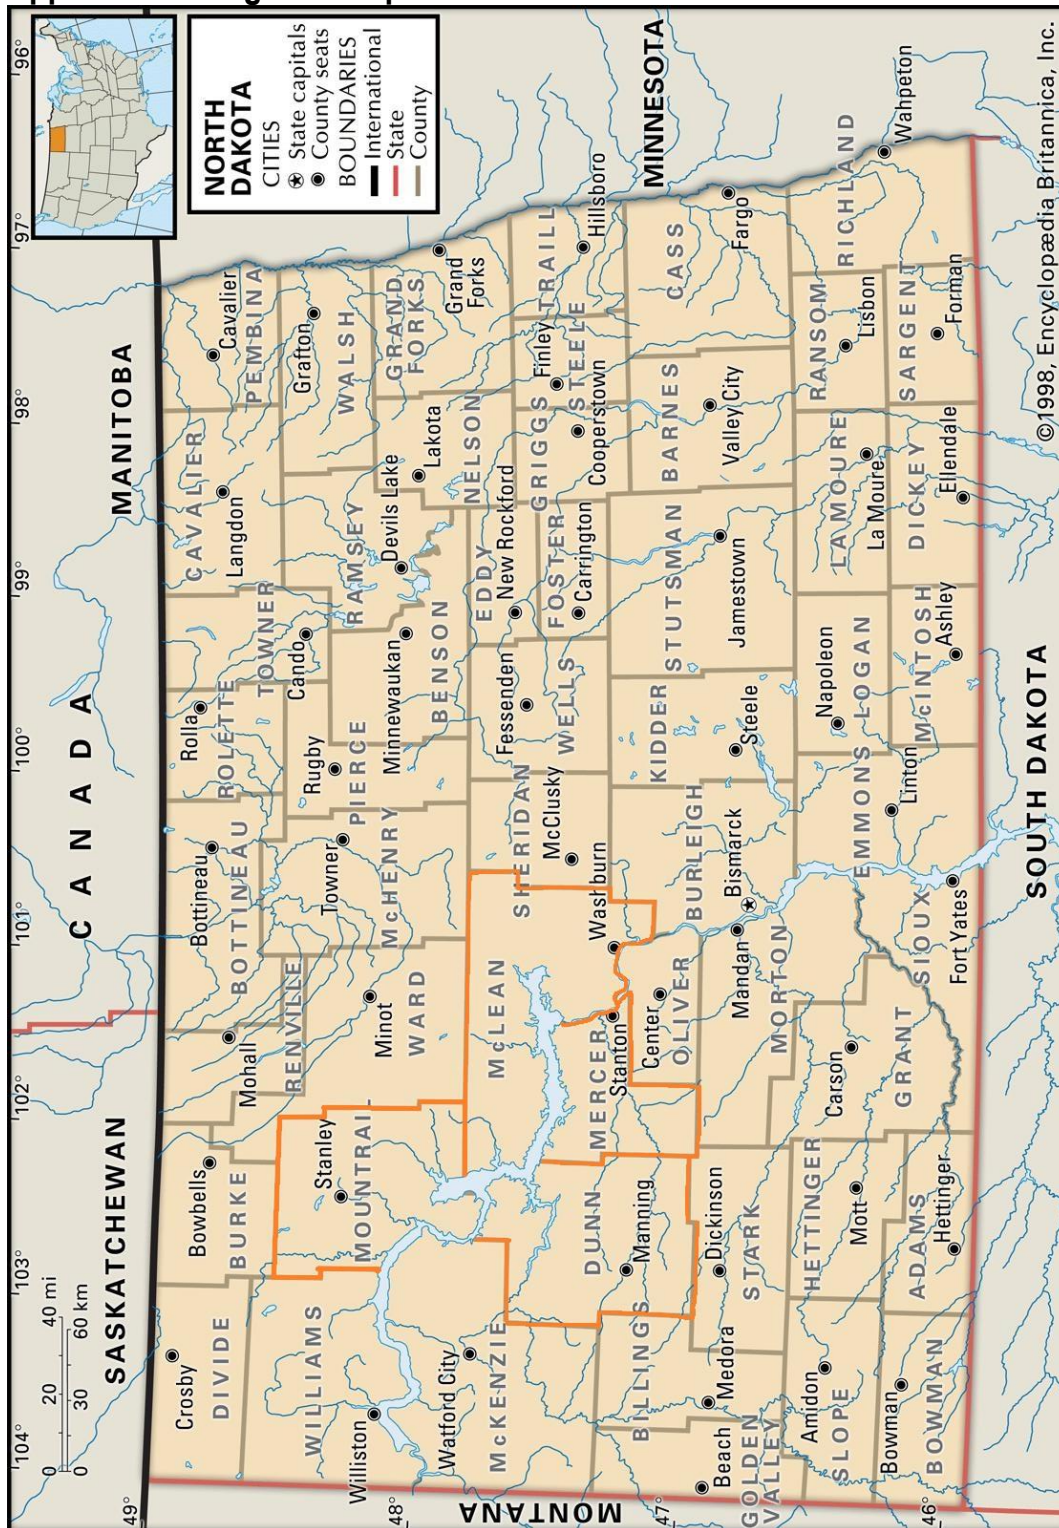 NORTH
DAKOTA
CITIES
State capitals
County seats
BOUNDARIES
International
State
County
C A N A D A
SASKATCHEWAN
MANITOBA
MINNESOTA
SOUTH DAKOTA
MONTANA
0 20 40 mi
0 30 60 km
104°
103°
102°
101°
100°
99°
98°
97°
96°
49°
48°
47°
46°
Crosby
DIVIDE
Bowbells
BURKE
Mohall
RENVILLE
Bottineau
BOTTINEAU
Rolla
ROLETTE
Cando
TOWNER
Langdon
CAVALIER
Cavalier
PEMBINA
Williston
WILLIAMS
Stanley
MOUNTRAIL
Minot
WARD
Towner
McHENRY
Rugby
PIERCE
Minnewaukan
BENSON
Devils Lake
RAMSEY
Grafton
WALSH
Lakota
NELSON
GRAND
FORKS
Grand
Forks
Watford City
McKENZIE
Manning
DUNN
Stanton
MERCER
McLEAN
Washburn
McClusky
SHERIDAN
Fessenden
WELLS
New Rockford
EDDY
Carrington
FOSTER
Cooperstown
GRIGGS
Finley
STEELE
Hillsboro
TRAILL
Beach
GOLDEN
VALLEY
Medora
BILLINGS
Dickinson
STARK
Center
OLIVER
Mandan
MORTON
Bismarck
BURLEIGH
Steele
KIDDER
Jamestown
STUTSMAN
Valley City
BARNES
Fargo
CASS
Amidon
SLOPE
Mott
HETTINGER
Carson
GRANT
Linton
EMMONS
Napoleon
LOGAN
La Moure
LAMOURE
Lisbon
RANSOM
Wahpeton
RICHLAND
Bowman
BOWMAN
Hettinger
ADAMS
Fort Yates
SIOUX
Ashley
McINTOSH
Ellendale
DICKEY
Forman
SARGENT
©1998, Encyclopædia Britannica, Inc.